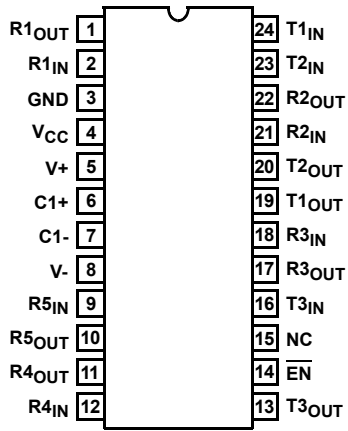 R1OUT 1 24 T1IN
R1IN 2 23 T2IN
GND 3 22 R2OUT
VCC 4 21 R2IN
V+ 5 20 T2OUT
C1+ 6 19 T1OUT
C1- 7 18 R3IN
V- 8 17 R3OUT
R5IN 9 16 T3IN
R5OUT 10 15 NC
R4OUT 11 14 E̅N̅
R4IN 12 13 T3OUT